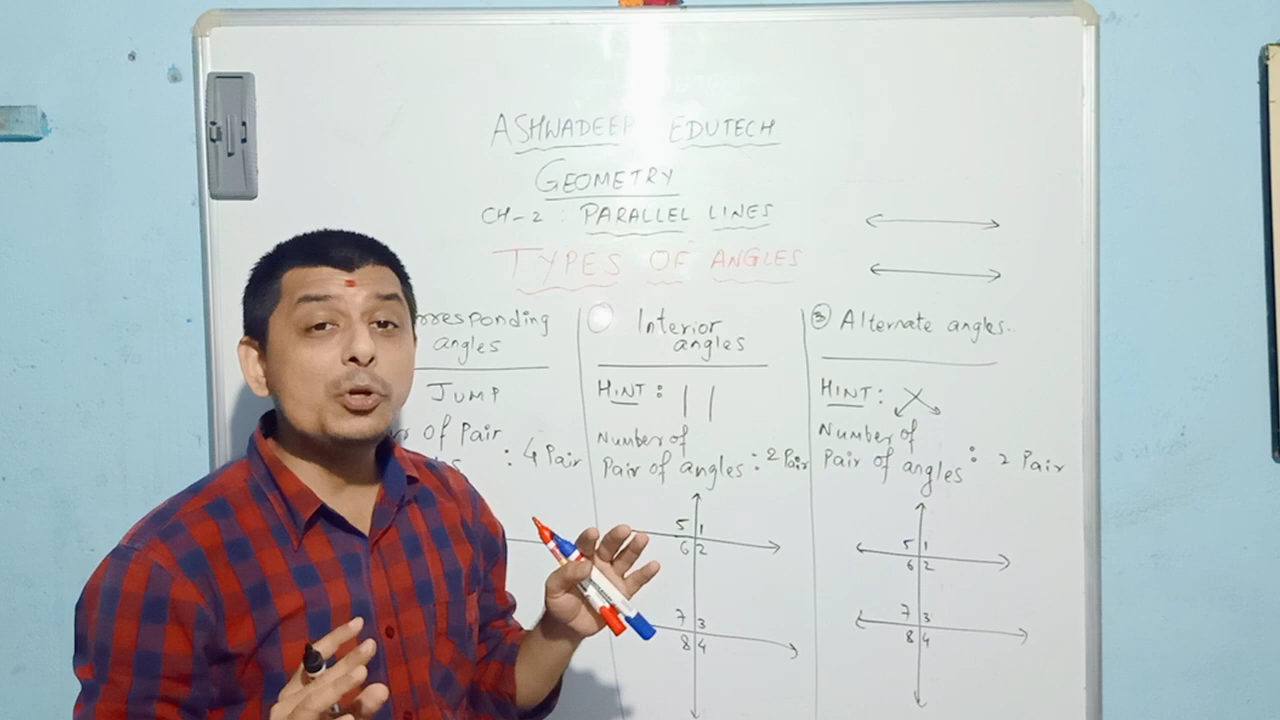 ASHWADEEP EDUTECH
GEOMETRY
CH-2 : PARALLEL LINES
TYPES OF ANGLES
rresponding
angles
JUMP
of Pair
: 4 Pair
Interior
angles
HINT : | |
Number of
Pair of angles : 2 Pair
5 1
6 2
7 3
8 4
③ Alternate angles..
HINT :
Number of
Pair of angles : 2 Pair
5 1
6 2
7 3
8 4